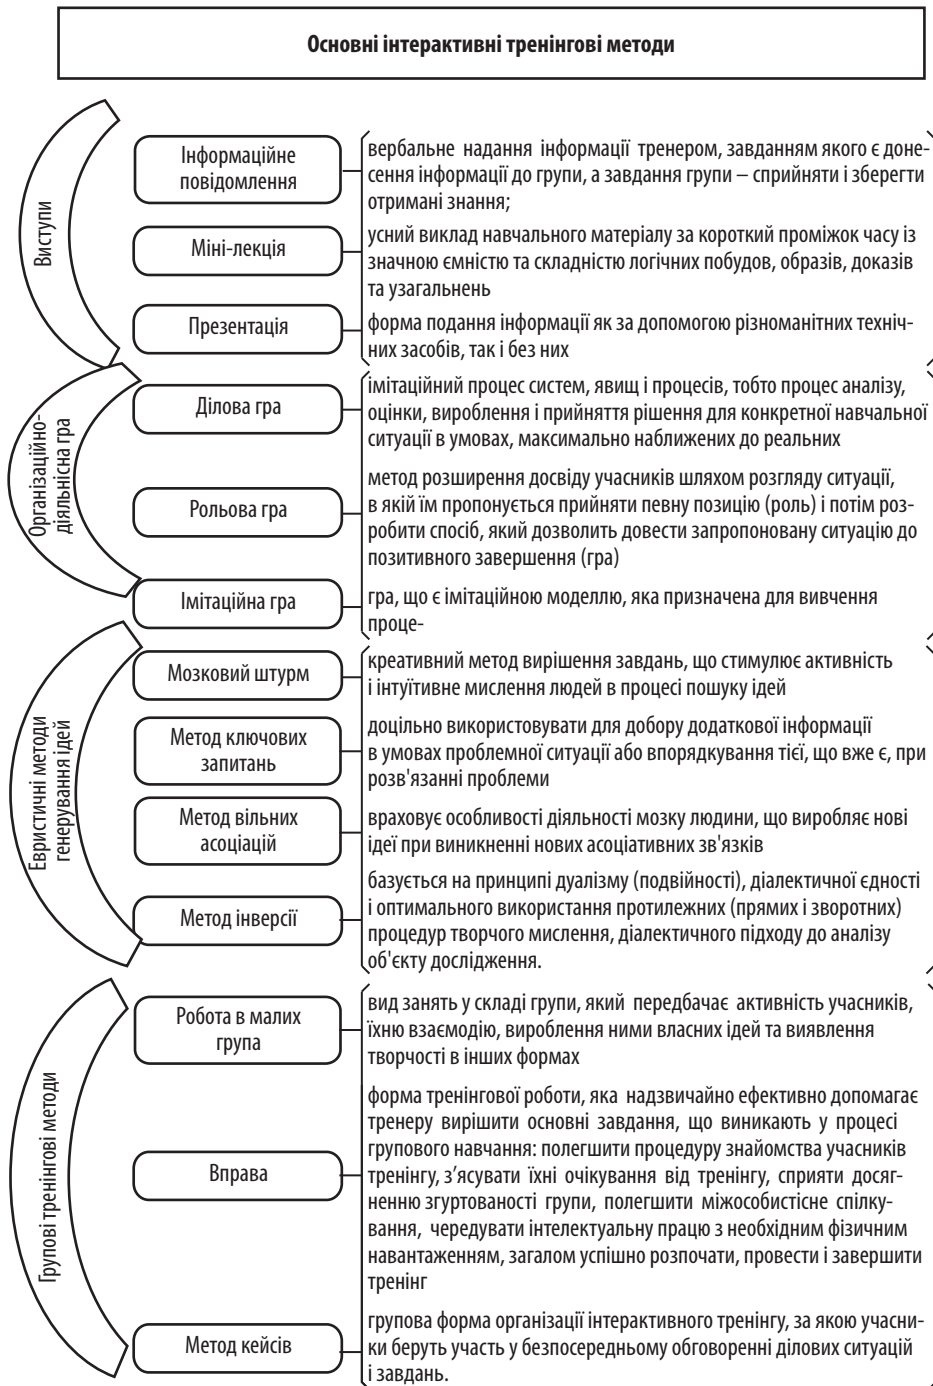 Основні інтерактивні тренінгові методи
Виступи
Інформаційне
повідомлення
вербальне надання інформації тренером, завданням якого є доне-
сення інформації до групи, а завдання групи – сприйняти і зберегти
отримані знання;
Міні-лекція
усний виклад навчального матеріалу за короткий проміжок часу із
значною ємністю та складністю логічних побудов, образів, доказів
та узагальнень
Презентація
форма подання інформації як за допомогою різноманітних техніч-
них засобів, так і без них
Організаційно-
діяльнісна гра
Ділова гра
імітаційний процес систем, явищ і процесів, тобто процес аналізу,
оцінки, вироблення і прийняття рішення для конкретної навчальної
ситуації в умовах, максимально наближених до реальних
Рольова гра
метод розширення досвіду учасників шляхом розгляду ситуації,
в якій їм пропонується прийняти певну позицію (роль) і потім роз-
робити спосіб, який дозволить довести запропоновану ситуацію до
позитивного завершення (гра)
Імітаційна гра
гра, що є імітаційною моделлю, яка призначена для вивчення
проце-
Евристичні методи
генерування ідей
Мозковий штурм
креативний метод вирішення завдань, що стимулює активність
і інтуїтивне мислення людей в процесі пошуку ідей
Метод ключових
запитань
доцільно використовувати для добору додаткової інформації
в умовах проблемної ситуації або впорядкування тієї, що вже є, при
розв'язанні проблеми
Метод вільних
асоціацій
враховує особливості діяльності мозку людини, що виробляє нові
ідеї при виникненні нових асоціативних зв'язків
Метод інверсії
базується на принципі дуалізму (подвійності), діалектичної єдності
і оптимального використання протилежних (прямих і зворотних)
процедур творчого мислення, діалектичного підходу до аналізу
об'єкту дослідження.
Групові тренінгові методи
Робота в малих
група
вид занять у складі групи, який передбачає активність учасників,
їхню взаємодію, вироблення ними власних ідей та виявлення
творчості в інших формах
Вправа
форма тренінгової роботи, яка надзвичайно ефективно допомагає
тренеру вирішити основні завдання, що виникають у процесі
групового навчання: полегшити процедуру знайомства учасників
тренінгу, з’ясувати їхні очікування від тренінгу, сприяти досяг-
ненню згуртованості групи, полегшити міжособистісне спілку-
вання, чередувати інтелектуальну працю з необхідним фізичним
навантаженням, загалом успішно розпочати, провести і завершити
тренінг
Метод кейсів
групова форма організації інтерактивного тренінгу, за якою учасни-
ки беруть участь у безпосередньому обговоренні ділових ситуацій
і завдань.